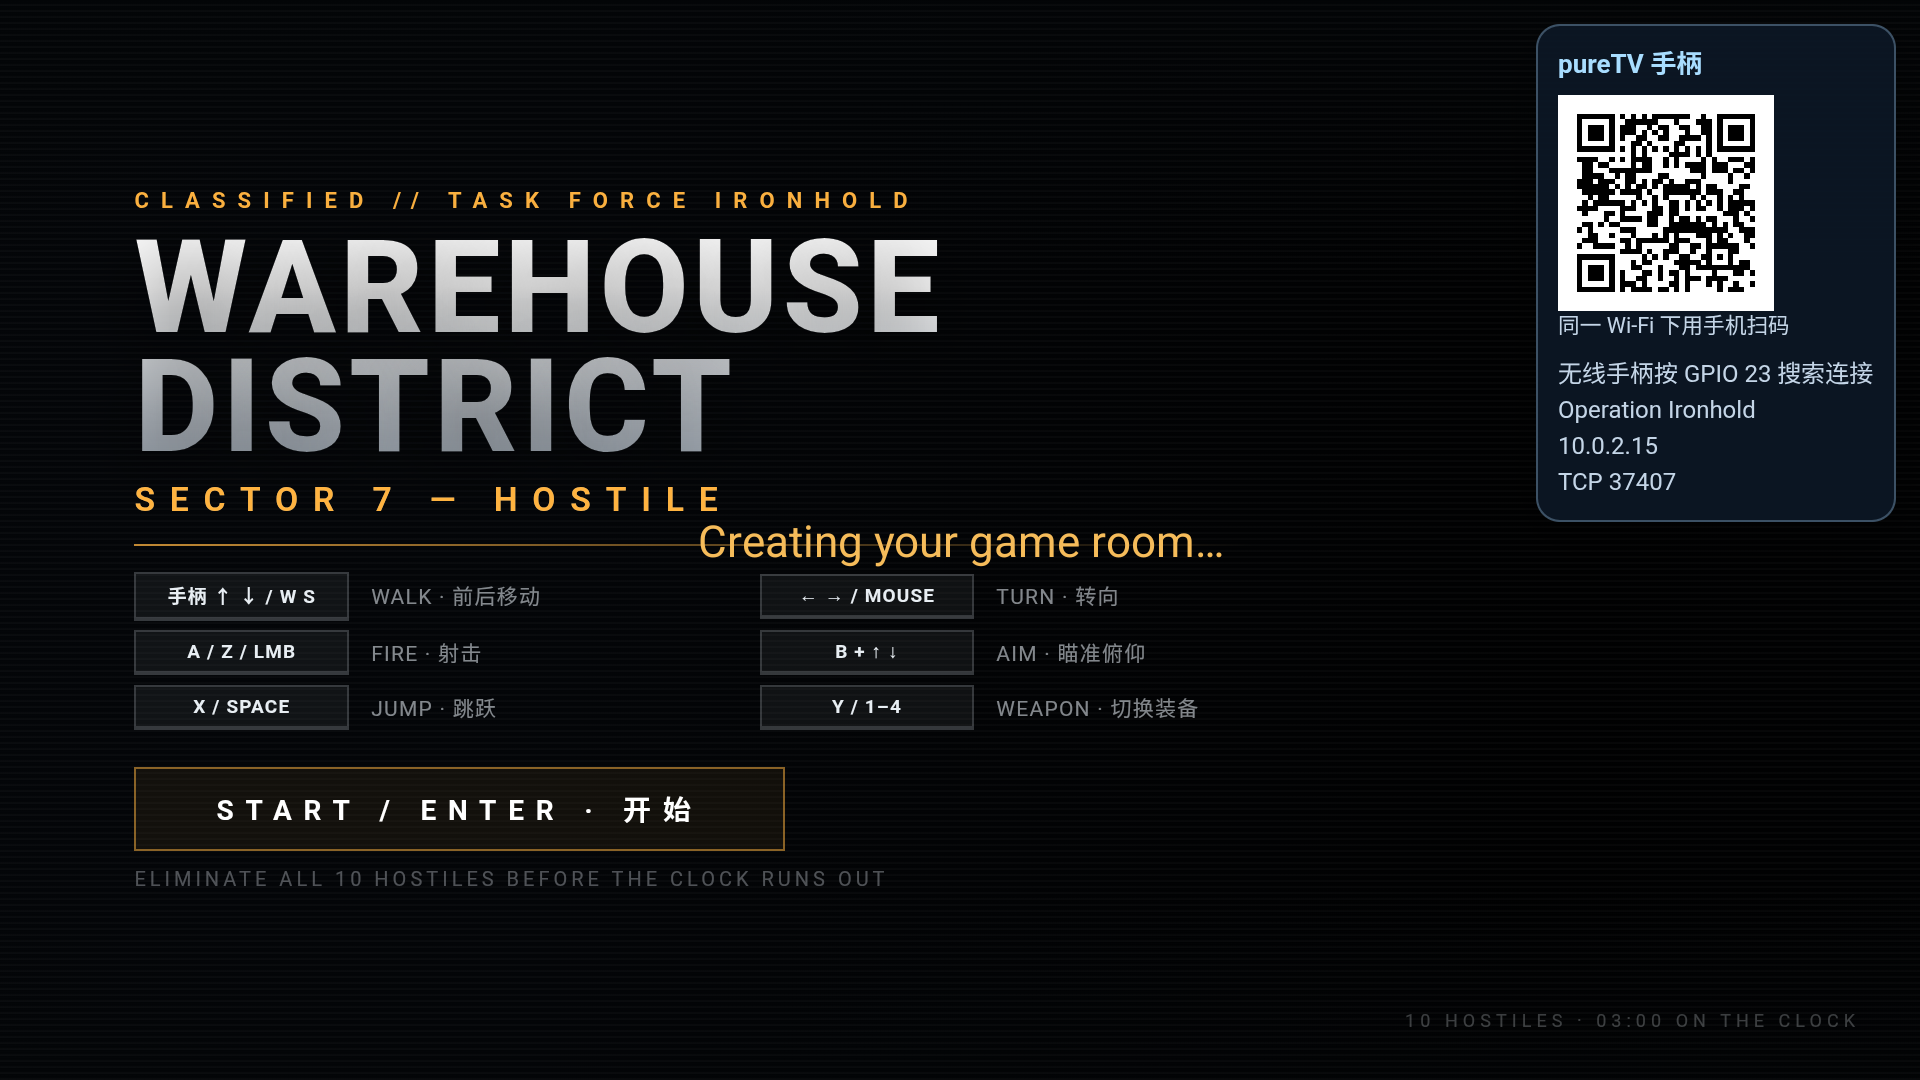 CLASSIFIED // TASK FORCE IRONHOLD
WAREHOUSE
DISTRICT
SECTOR 7 — HOSTILE
Creating your game room…
手柄 ↑ ↓ / W S
WALK · 前后移动
← → / MOUSE
TURN · 转向
A / Z / LMB
FIRE · 射击
B + ↑ ↓
AIM · 瞄准俯仰
X / SPACE
JUMP · 跳跃
Y / 1–4
WEAPON · 切换装备
START / ENTER · 开始
ELIMINATE ALL 10 HOSTILES BEFORE THE CLOCK RUNS OUT
pureTV 手柄
同一 Wi-Fi 下用手机扫码
无线手柄按 GPIO 23 搜索连接
Operation Ironhold
10.0.2.15
TCP 37407
10 HOSTILES · 03:00 ON THE CLOCK